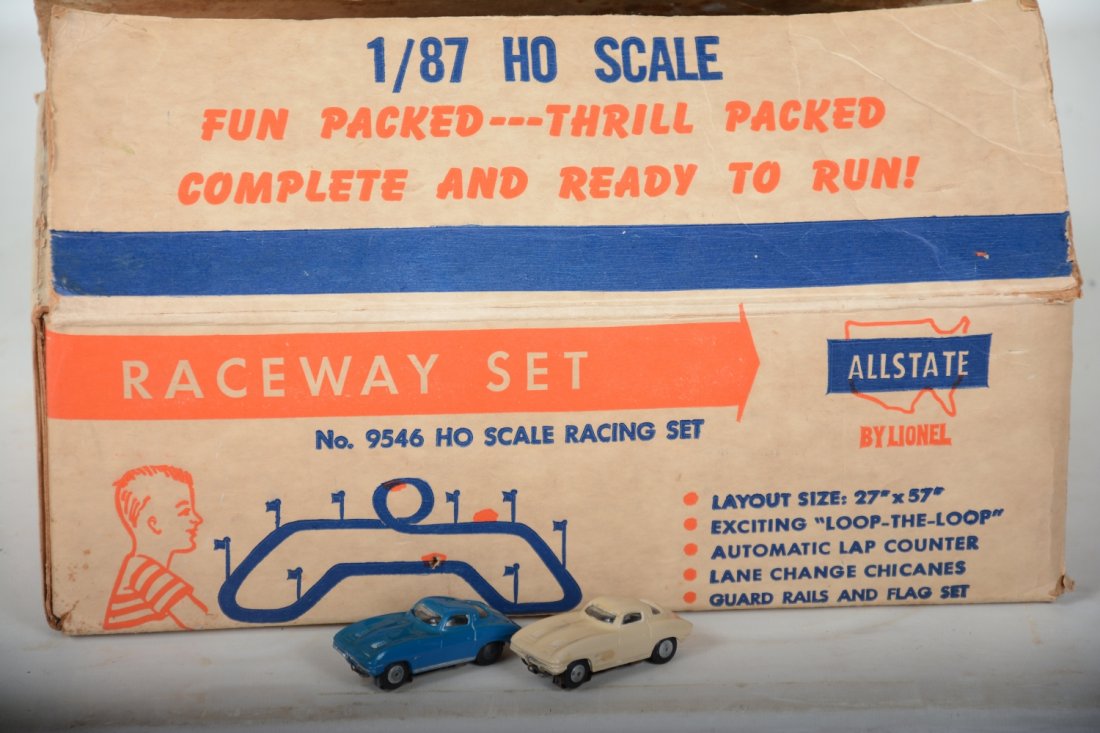 1/87 HO SCALE
FUN PACKED---THRILL PACKED
COMPLETE AND READY TO RUN!
RACEWAY SET
No. 9546 HO SCALE RACING SET
ALLSTATE
BY LIONEL
LAYOUT SIZE: 27" x 57"
EXCITING "LOOP-THE-LOOP"
AUTOMATIC LAP COUNTER
LANE CHANGE CHICANES
GUARD RAILS AND FLAG SET